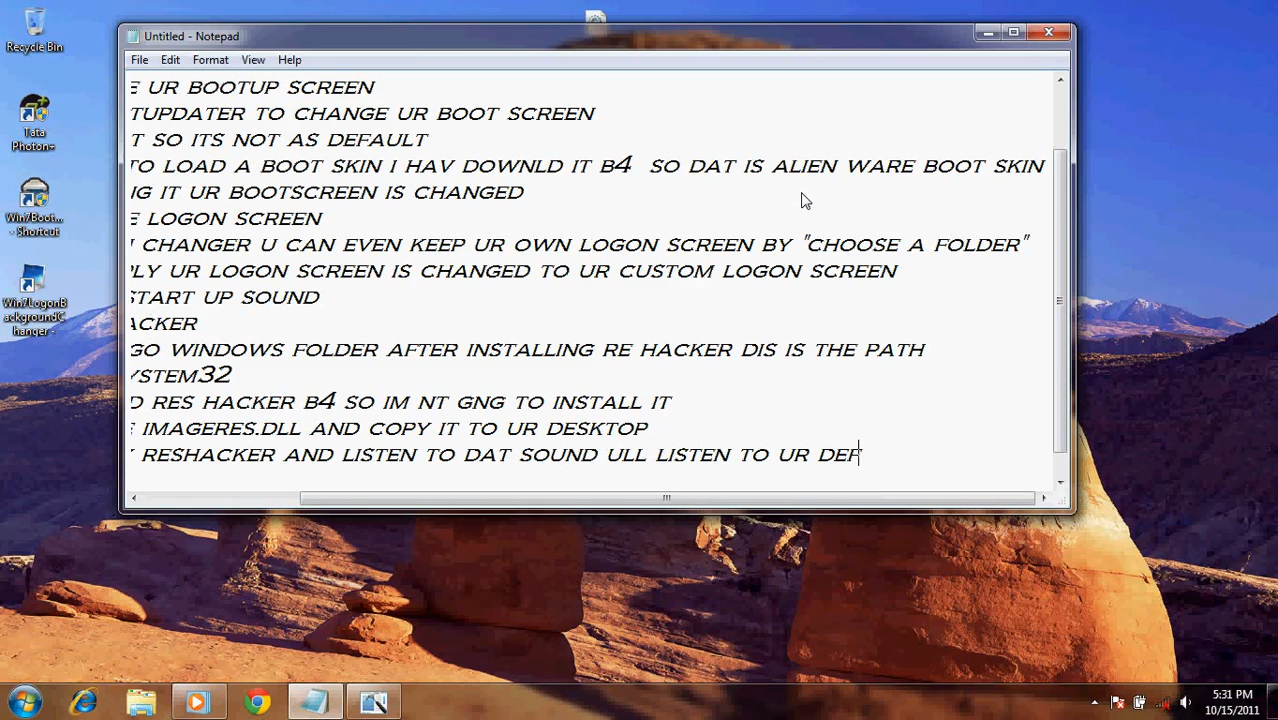 Recycle Bin
Tata Photon+
Win7Boot... - Shortcut
Win7LogonBackgroundChanger -
Untitled - Notepad
File Edit Format View Help
E UR BOOTUP SCREEN
TUPDATER TO CHANGE UR BOOT SCREEN
T SO ITS NOT AS DEFAULT
TO LOAD A BOOT SKIN I HAV DOWNLD IT B4 SO DAT IS ALIEN WARE BOOT SKIN
NG IT UR BOOTSCREEN IS CHANGED
E LOGON SCREEN
N CHANGER U CAN EVEN KEEP UR OWN LOGON SCREEN BY "CHOOSE A FOLDER"
PLY UR LOGON SCREEN IS CHANGED TO UR CUSTOM LOGON SCREEN
START UP SOUND
ACKER
GO WINDOWS FOLDER AFTER INSTALLING RE HACKER DIS IS THE PATH
YSTEM32
D RES HACKER B4 SO IM NT GNG TO INSTALL IT
E IMAGERES.DLL AND COPY IT TO UR DESKTOP
RESHACKER AND LISTEN TO DAT SOUND ULL LISTEN TO UR DEF
5:31 PM
10/15/2011